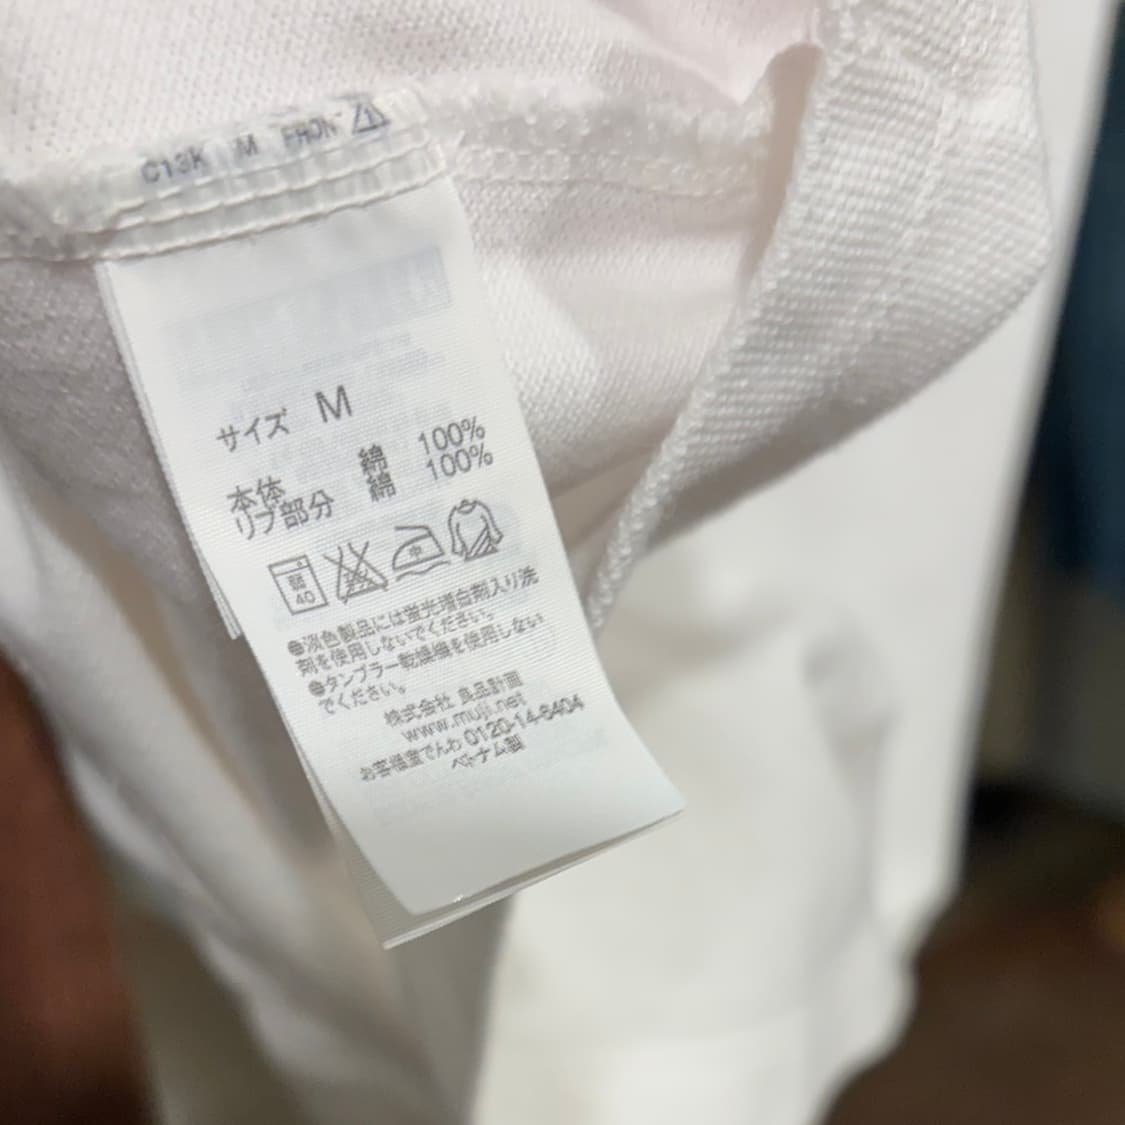 C13K M FRON 1
サイズ M
本体 綿 100%
リブ部分 綿 100%
弱 40 中
●淡色製品には蛍光増白剤入り洗
剤を使用しないでください。
●タンブラー乾燥機を使用しない
でください。
株式会社 良品計画
www.muji.net
お客様室でんわ 0120-14-6404
ベトナム製